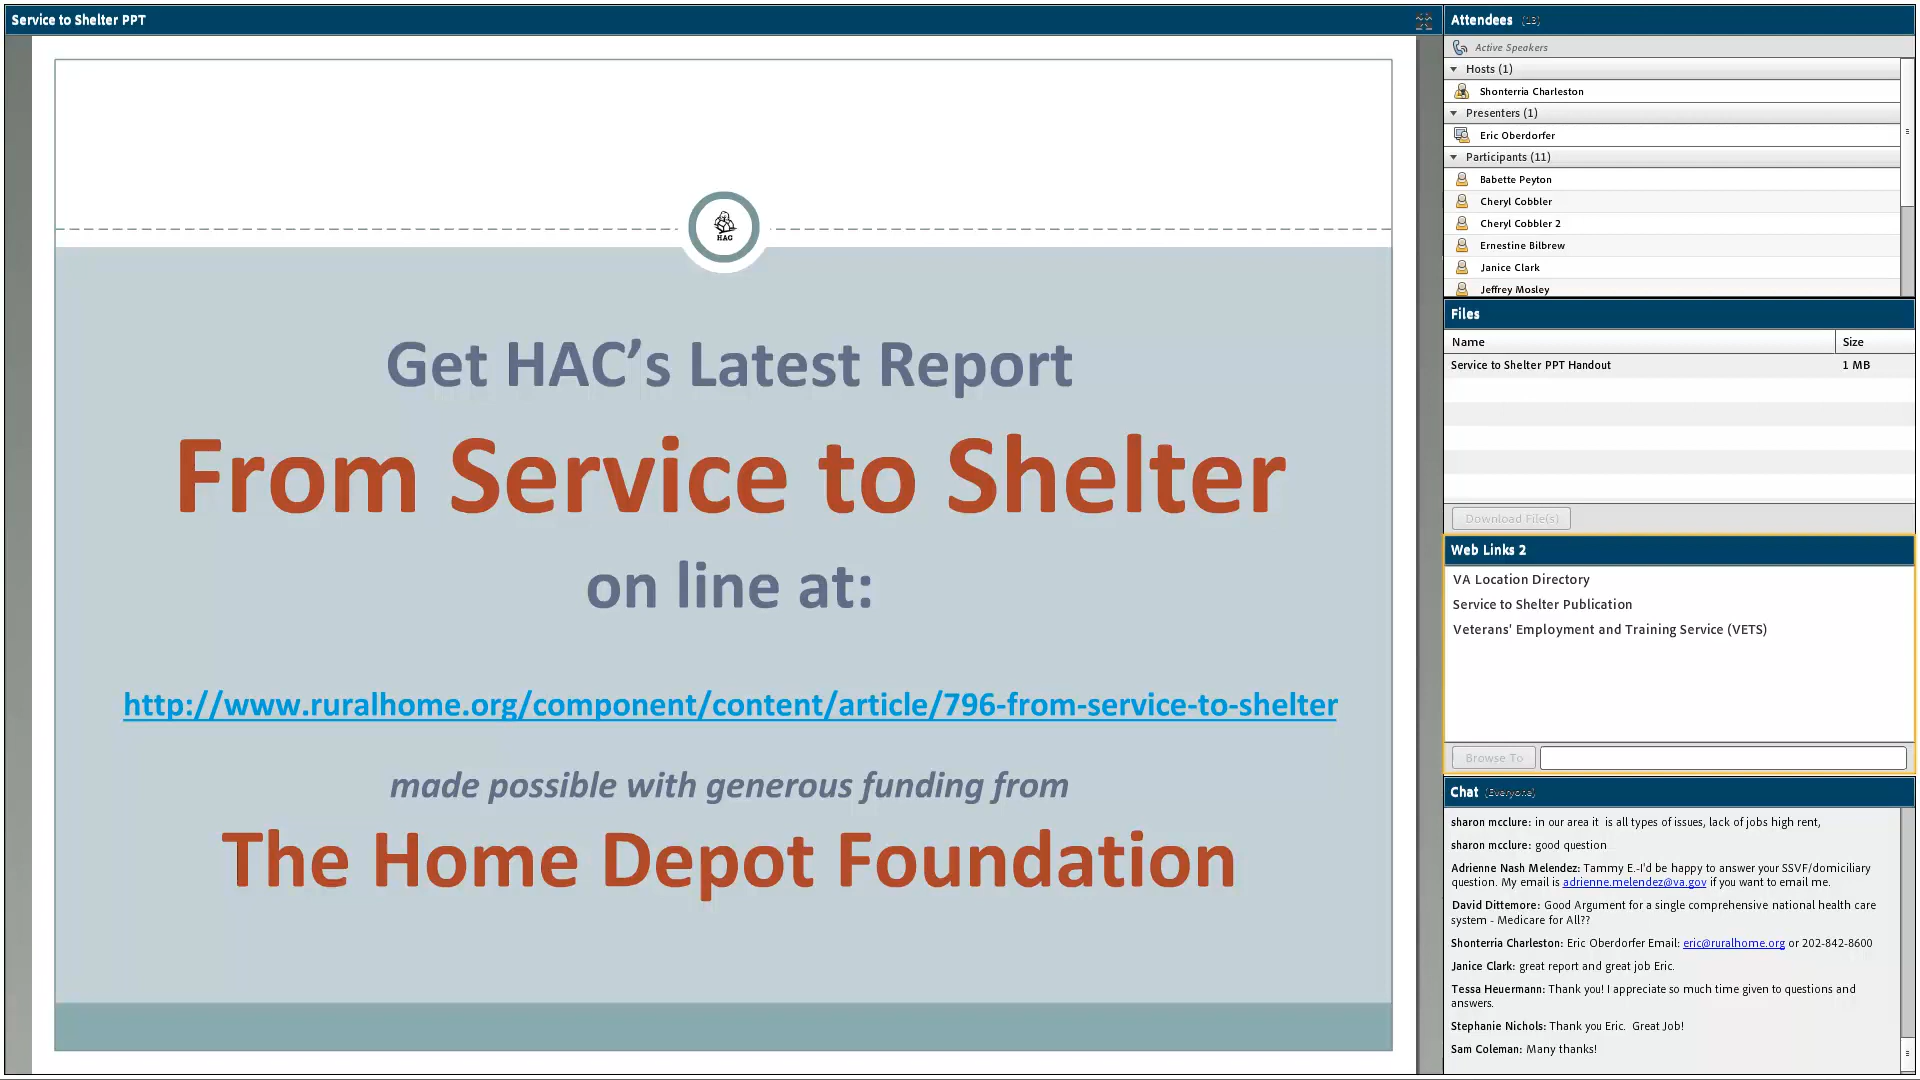 Service to Shelter PPT
HAC
Get HAC’s Latest Report
From Service to Shelter
on line at:
http://www.ruralhome.org/component/content/article/796-from-service-to-shelter
made possible with generous funding from
The Home Depot Foundation
Attendees (13)
Active Speakers
Hosts (1)
Shonterria Charleston
Presenters (1)
Eric Oberdorfer
Participants (11)
Babette Peyton
Cheryl Cobbler
Cheryl Cobbler 2
Ernestine Bilbrew
Janice Clark
Jeffrey Mosley
Files
Name Size
Service to Shelter PPT Handout 1 MB
Download File(s)
Web Links 2
VA Location Directory
Service to Shelter Publication
Veterans' Employment and Training Service (VETS)
Browse To
Chat (Everyone)
sharon mcclure: in our area it is all types of issues, lack of jobs high rent,
sharon mcclure: good question
Adrienne Nash Melendez: Tammy E.-I'd be happy to answer your SSVF/domiciliary
question. My email is adrienne.melendez@va.gov if you want to email me.
David Dittemore: Good Argument for a single comprehensive national health care
system - Medicare for All??
Shonterria Charleston: Eric Oberdorfer Email: eric@ruralhome.org or 202-842-8600
Janice Clark: great report and great job Eric.
Tessa Heuermann: Thank you! I appreciate so much time given to questions and
answers.
Stephanie Nichols: Thank you Eric. Great Job!
Sam Coleman: Many thanks!